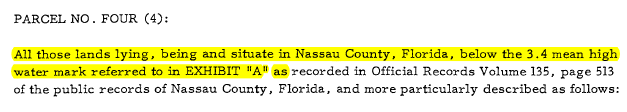 PARCEL NO. FOUR (4):
All those lands lying, being and situate in Nassau County, Florida, below the 3.4 mean high
water mark referred to in EXHIBIT "A" as recorded in Official Records Volume 135, page 513
of the public records of Nassau County, Florida, and more particularly described as follows: